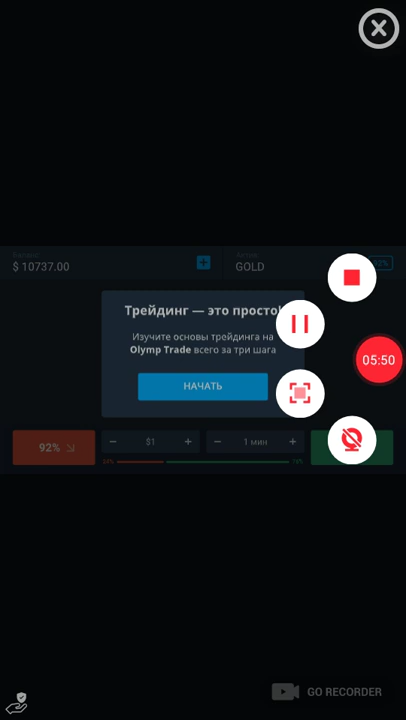 $ 10737.00
GOLD
Трейдинг — это просто!
Изучите основы трейдинга на
Olymp Trade всего за три шага
НАЧАТЬ
05:50
92%
$1
1 мин
GO RECORDER